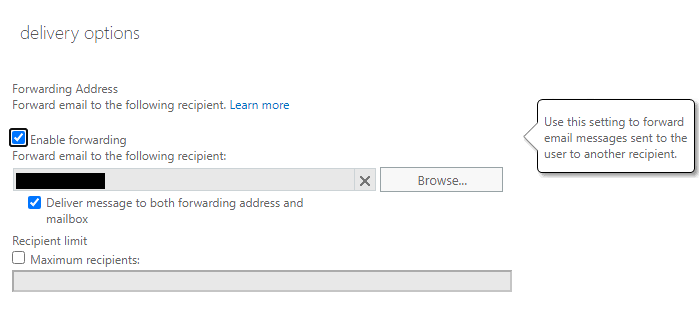 delivery options
Forwarding Address
Forward email to the following recipient. Learn more
Enable forwarding
Forward email to the following recipient:
Browse...
Deliver message to both forwarding address and
mailbox
Recipient limit
Maximum recipients:
Use this setting to forward
email messages sent to the
user to another recipient.